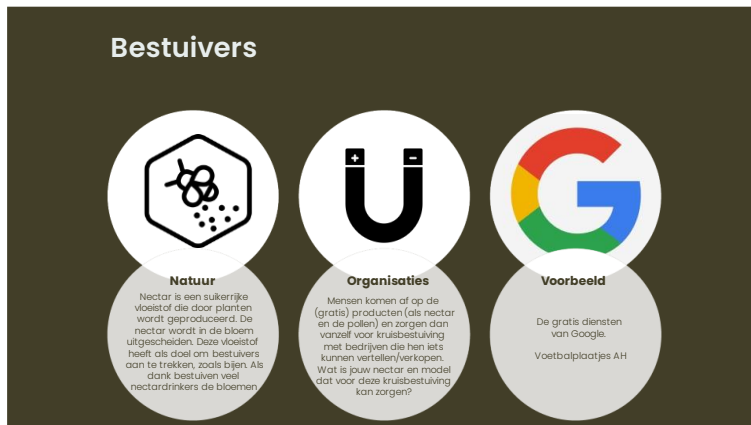 Bestuivers
Natuur
Nectar is een suikerrijke
vloeistof die door planten
wordt geproduceerd. De
nectar wordt in de bloem
uitgescheiden. Deze vloeistof
heeft als doel om bestuivers
aan te trekken, zoals bijen. Als
dank bestuiven veel
nectardrinkers de bloemen
+ -
Organisaties
Mensen komen af op de
(gratis) producten (als nectar
en de pollen) en zorgen dan
vanzelf voor kruisbestuiving
met bedrijven die hen iets
kunnen vertellen/verkopen.
Wat is jouw nectar en model
dat voor deze kruisbestuiving
kan zorgen?
G
Voorbeeld
De gratis diensten
van Google.
Voetbalplaatjes AH